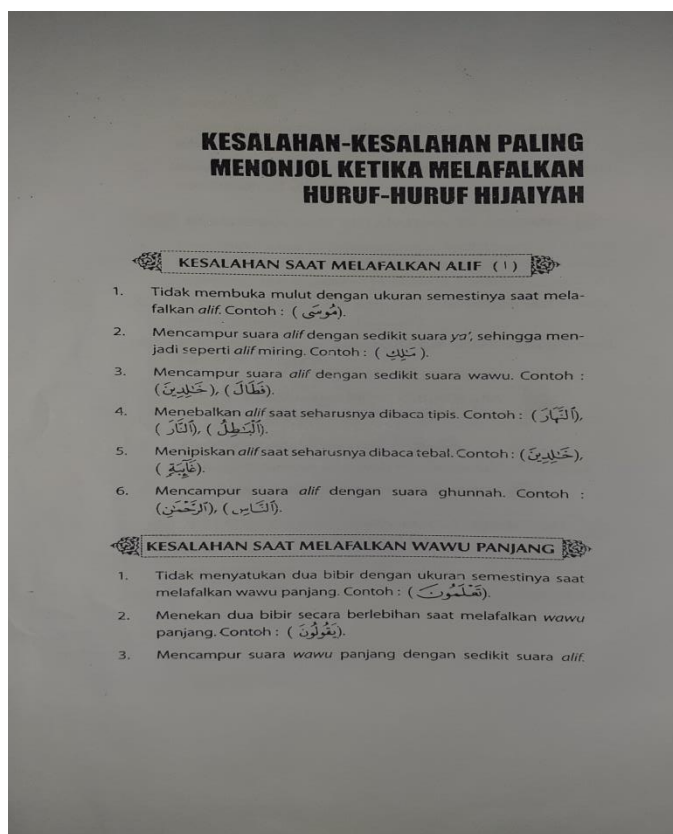 KESALAHAN-KESALAHAN PALING
MENONJOL KETIKA MELAFALKAN
HURUF-HURUF HIJAIYAH
KESALAHAN SAAT MELAFALKAN ALIF (ا)
1. Tidak membuka mulut dengan ukuran semestinya saat mela-
falkan alif. Contoh : (مُوسَى).
2. Mencampur suara alif dengan sedikit suara ya', sehingga men-
jadi seperti alif miring. Contoh : (مَٰلِكِ).
3. Mencampur suara alif dengan sedikit suara wawu. Contoh :
(خَٰلِدِينَ), (فَطَالَ).
4. Menebalkan alif saat seharusnya dibaca tipis. Contoh : (ٱلنَّهَارَ),
(ٱلنَّارَ), (ٱلْبَٰطِلُ).
5. Menipiskan alif saat seharusnya dibaca tebal. Contoh : (خَٰلِدِينَ),
(غَآئِبَةٍ).
6. Mencampur suara alif dengan suara ghunnah. Contoh :
(ٱلرَّحْمَٰنِ), (ٱلنَّاسِ).
KESALAHAN SAAT MELAFALKAN WAWU PANJANG
1. Tidak menyatukan dua bibir dengan ukuran semestinya saat
melafalkan wawu panjang. Contoh : (تَعْلَمُونَ).
2. Menekan dua bibir secara berlebihan saat melafalkan wawu
panjang. Contoh : (يَقُولُونَ).
3. Mencampur suara wawu panjang dengan sedikit suara alif.